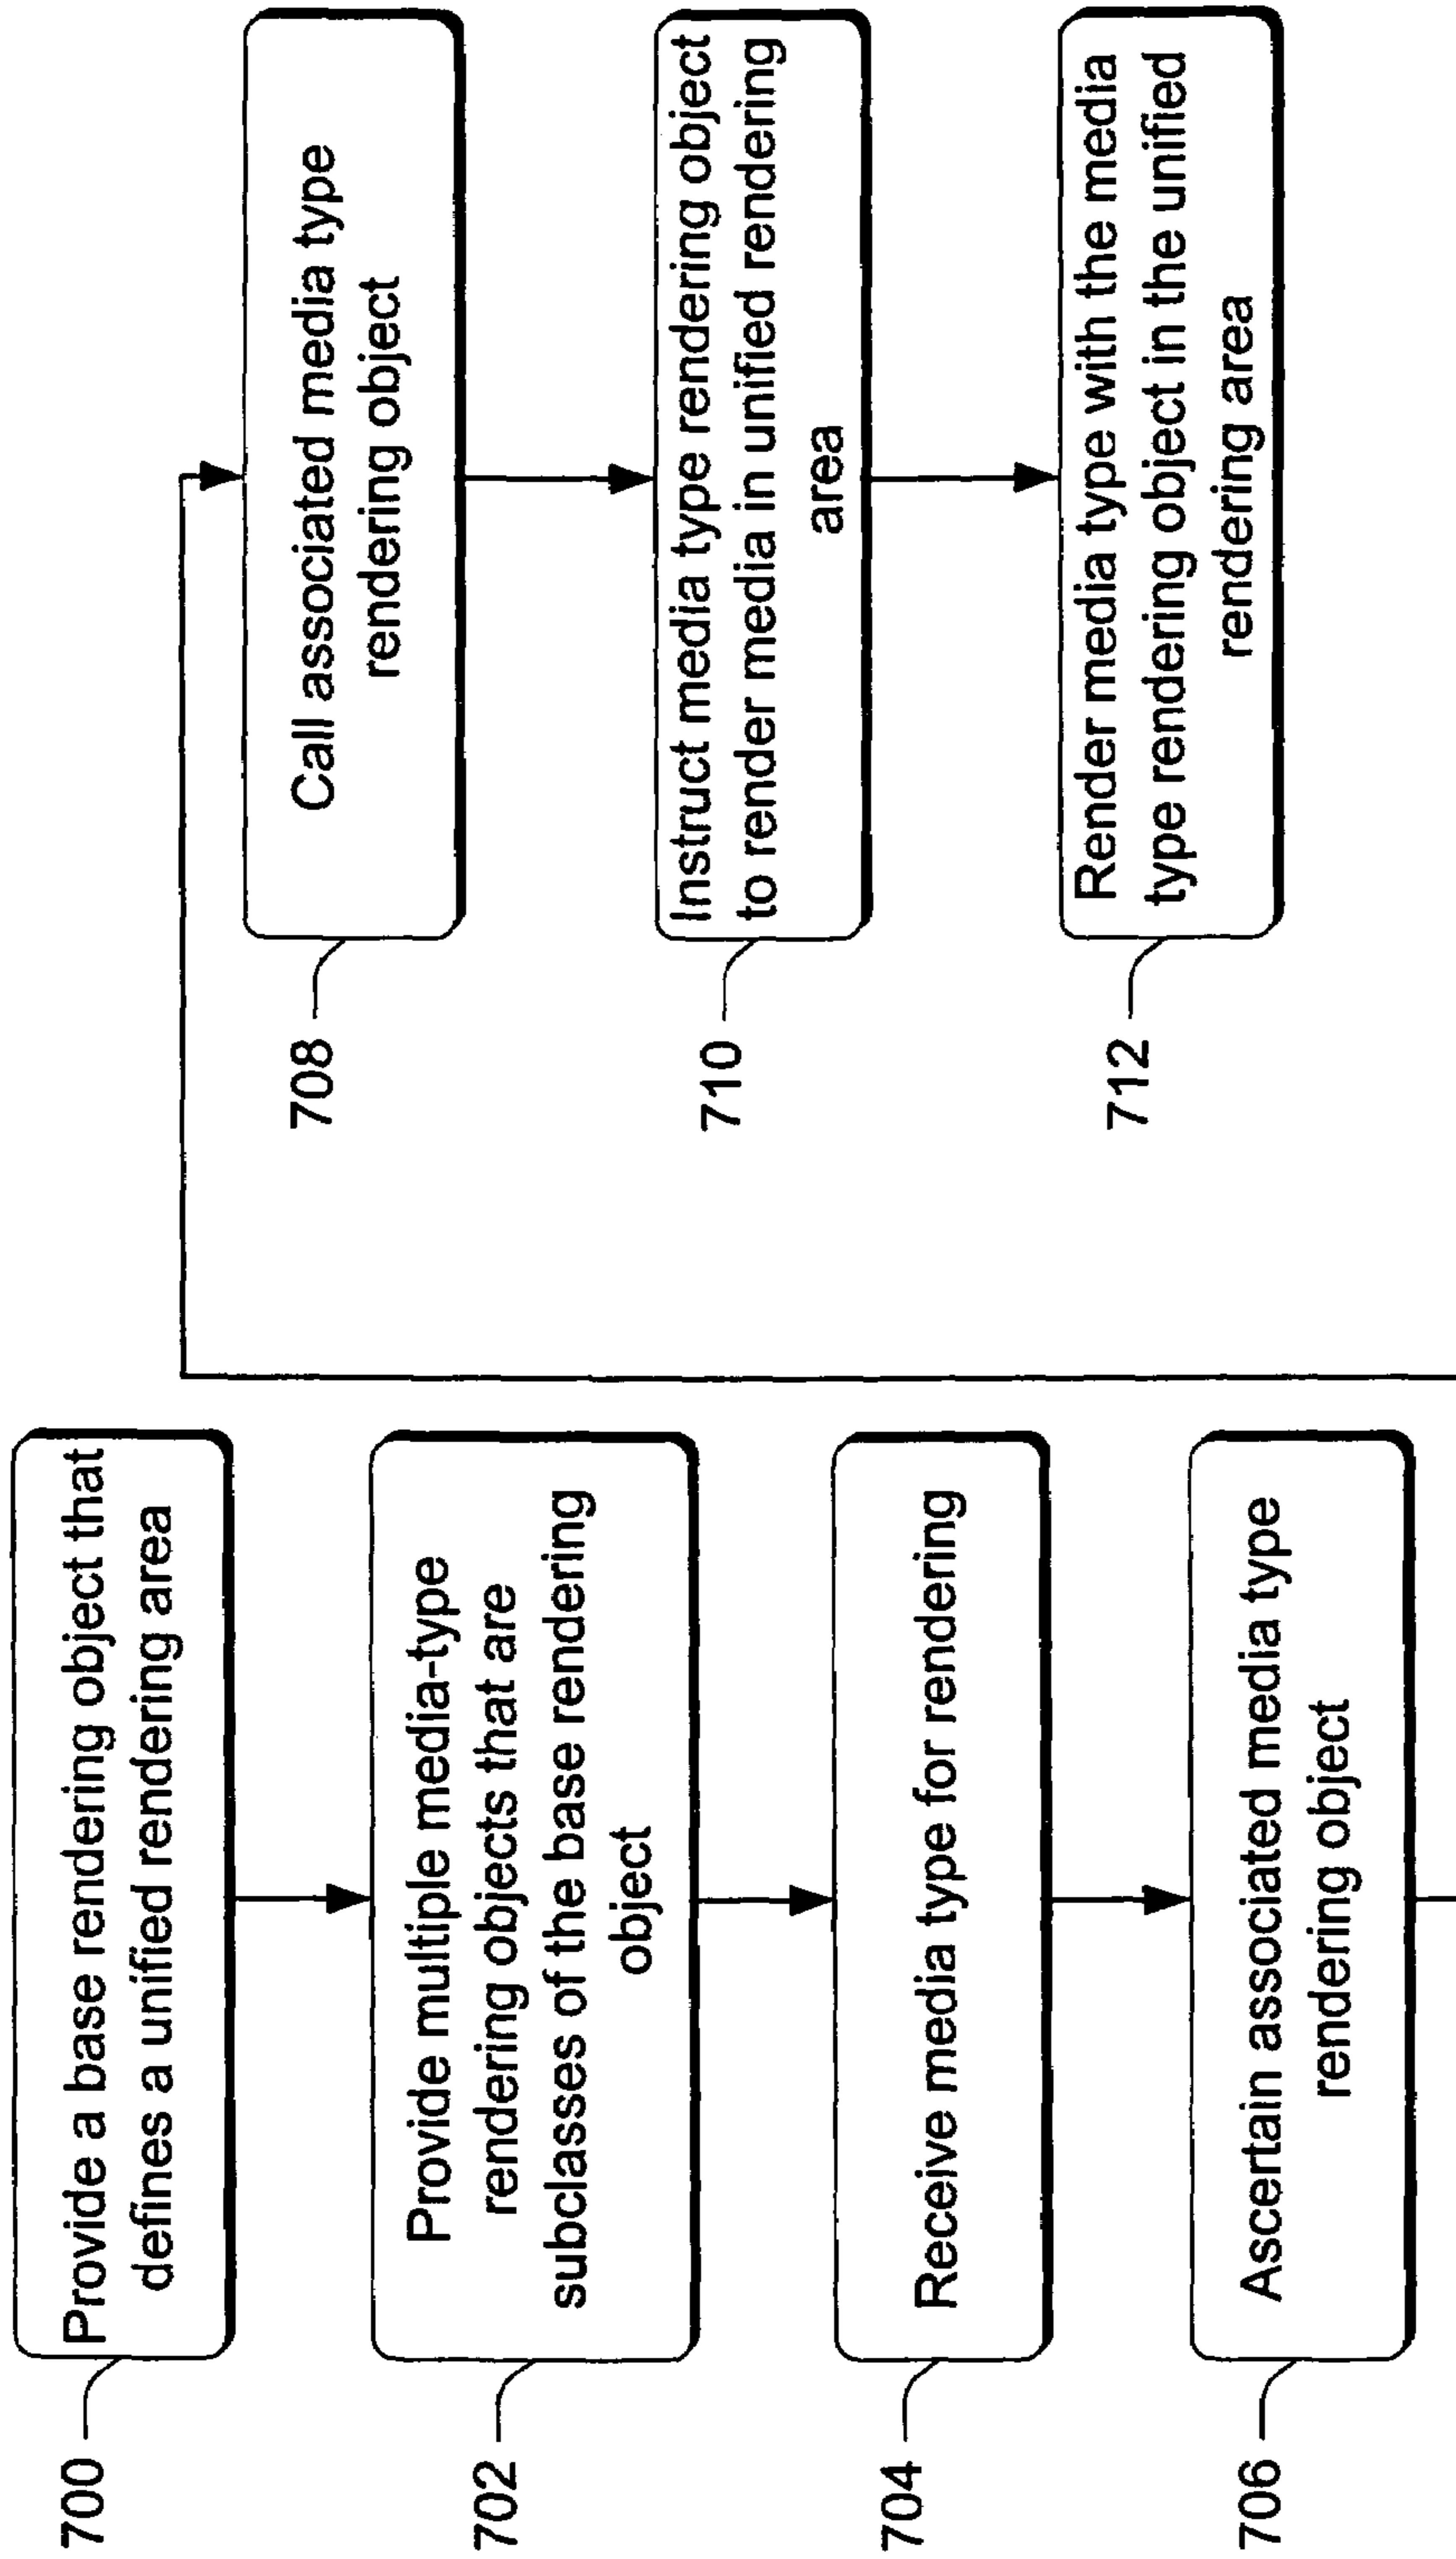 700
Provide a base rendering object that
defines a unified rendering area
702
Provide multiple media-type
rendering objects that are
subclasses of the base rendering
object
704
Receive media type for rendering
706
Ascertain associated media type
rendering object
708
Call associated media type
rendering object
710
Instruct media type rendering object
to render media in unified rendering
area
712
Render media type with the media
type rendering object in the unified
rendering area